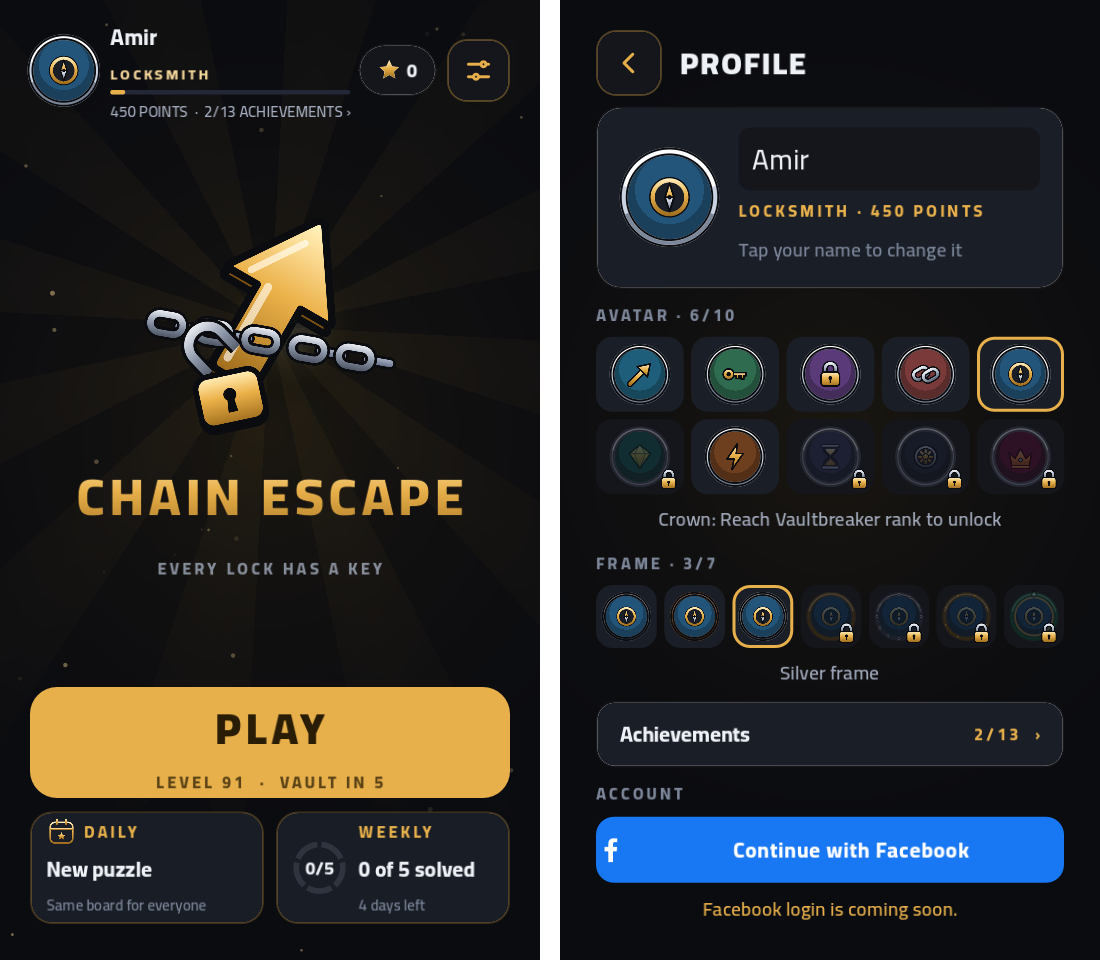 Amir
LOCKSMITH
450 POINTS · 2/13 ACHIEVEMENTS ›
0
CHAIN ESCAPE
EVERY LOCK HAS A KEY
PLAY
LEVEL 91 · VAULT IN 5
DAILY
New puzzle
Same board for everyone
WEEKLY
0/5
0 of 5 solved
4 days left
PROFILE
Amir
LOCKSMITH · 450 POINTS
Tap your name to change it
AVATAR · 6/10
Crown: Reach Vaultbreaker rank to unlock
FRAME · 3/7
Silver frame
Achievements
2/13 ›
ACCOUNT
Continue with Facebook
Facebook login is coming soon.